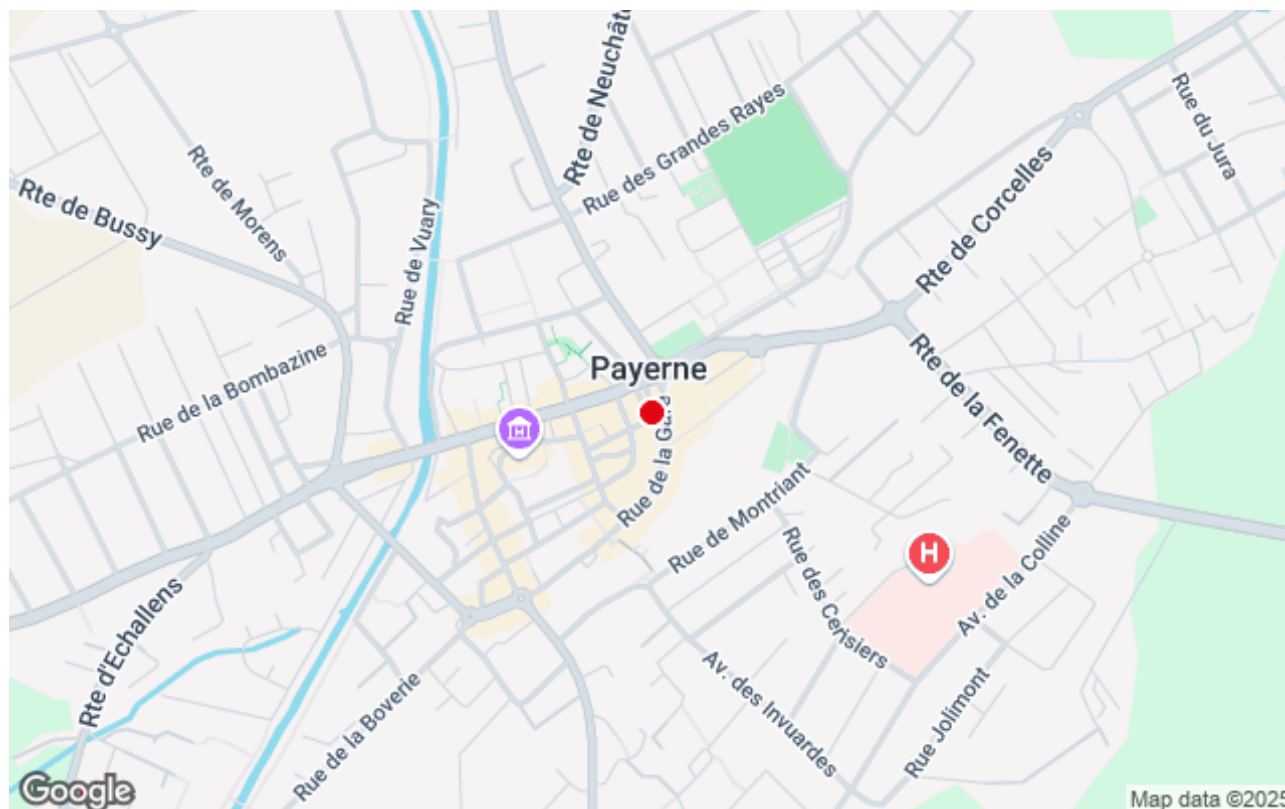 Rte de Neuchâte
Rue des Grandes Rayes
Rue du Jura
Rte de Morens
Rte de Bussy
Rue de Vuary
Rte de Corcelles
Rue de la Bombazine
Payerne
Rte de la Fenette
Rue de la Gare
H
Rue de Montriant
H
Rue des Cerisiers
Av. de la Colline
Rte d'Echallens
Av. des Invuardes
Rue Jolimont
Rue de la Boverie
Google
Map data ©2025